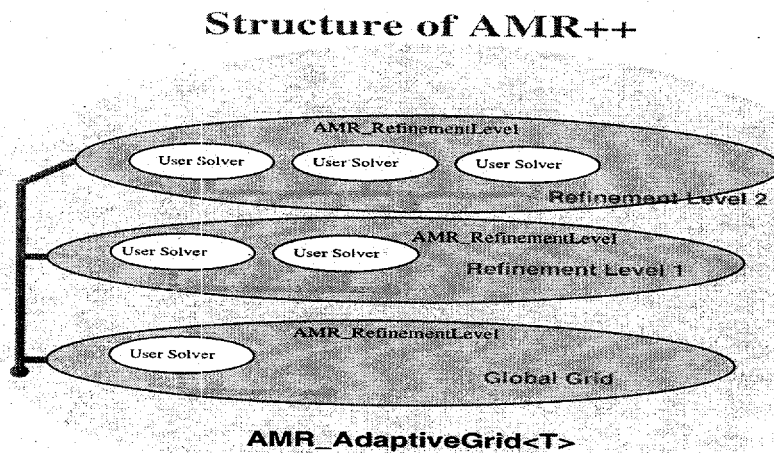 Structure of AMR++
AMR_RefinementLevel
User Solver
User Solver
User Solver
Refinement Level 2
AMR_RefinementLevel
User Solver
User Solver
Refinement Level 1
AMR_RefinementLevel
User Solver
Global Grid
AMR_AdaptiveGrid<T>